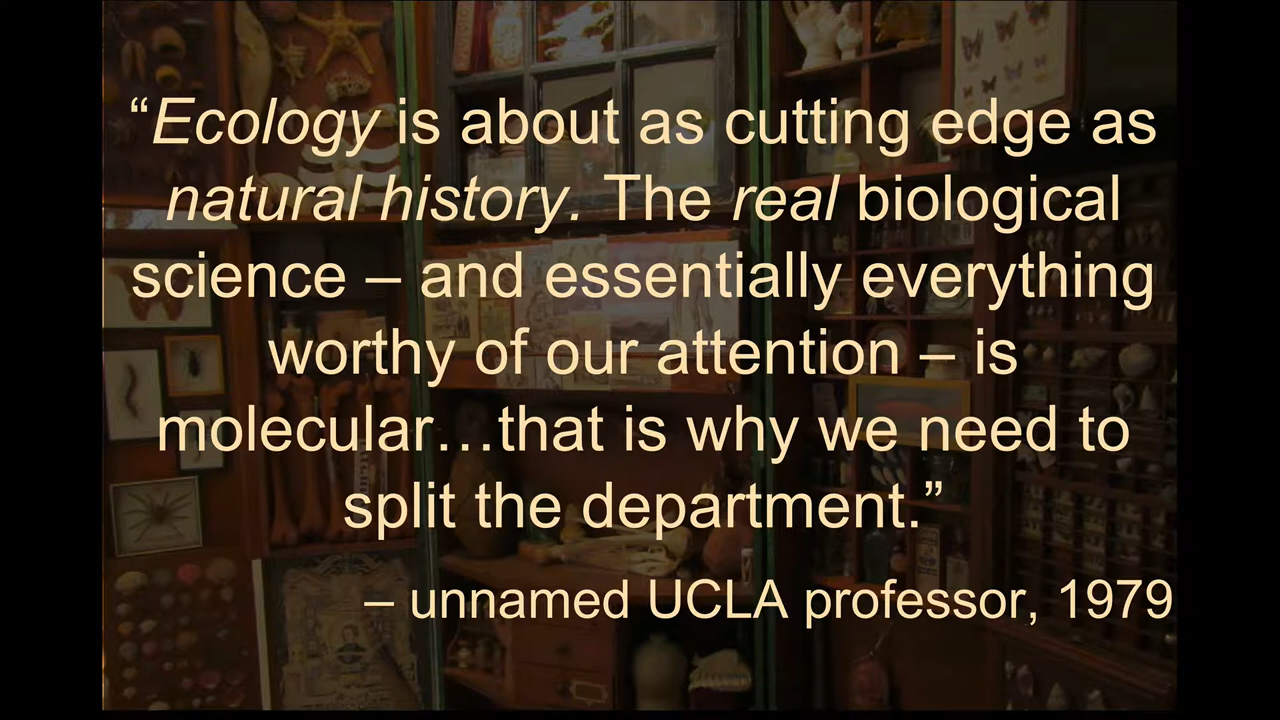 “Ecology is about as cutting edge as
natural history. The real biological
science – and essentially everything
worthy of our attention – is
molecular…that is why we need to
split the department.”
– unnamed UCLA professor, 1979